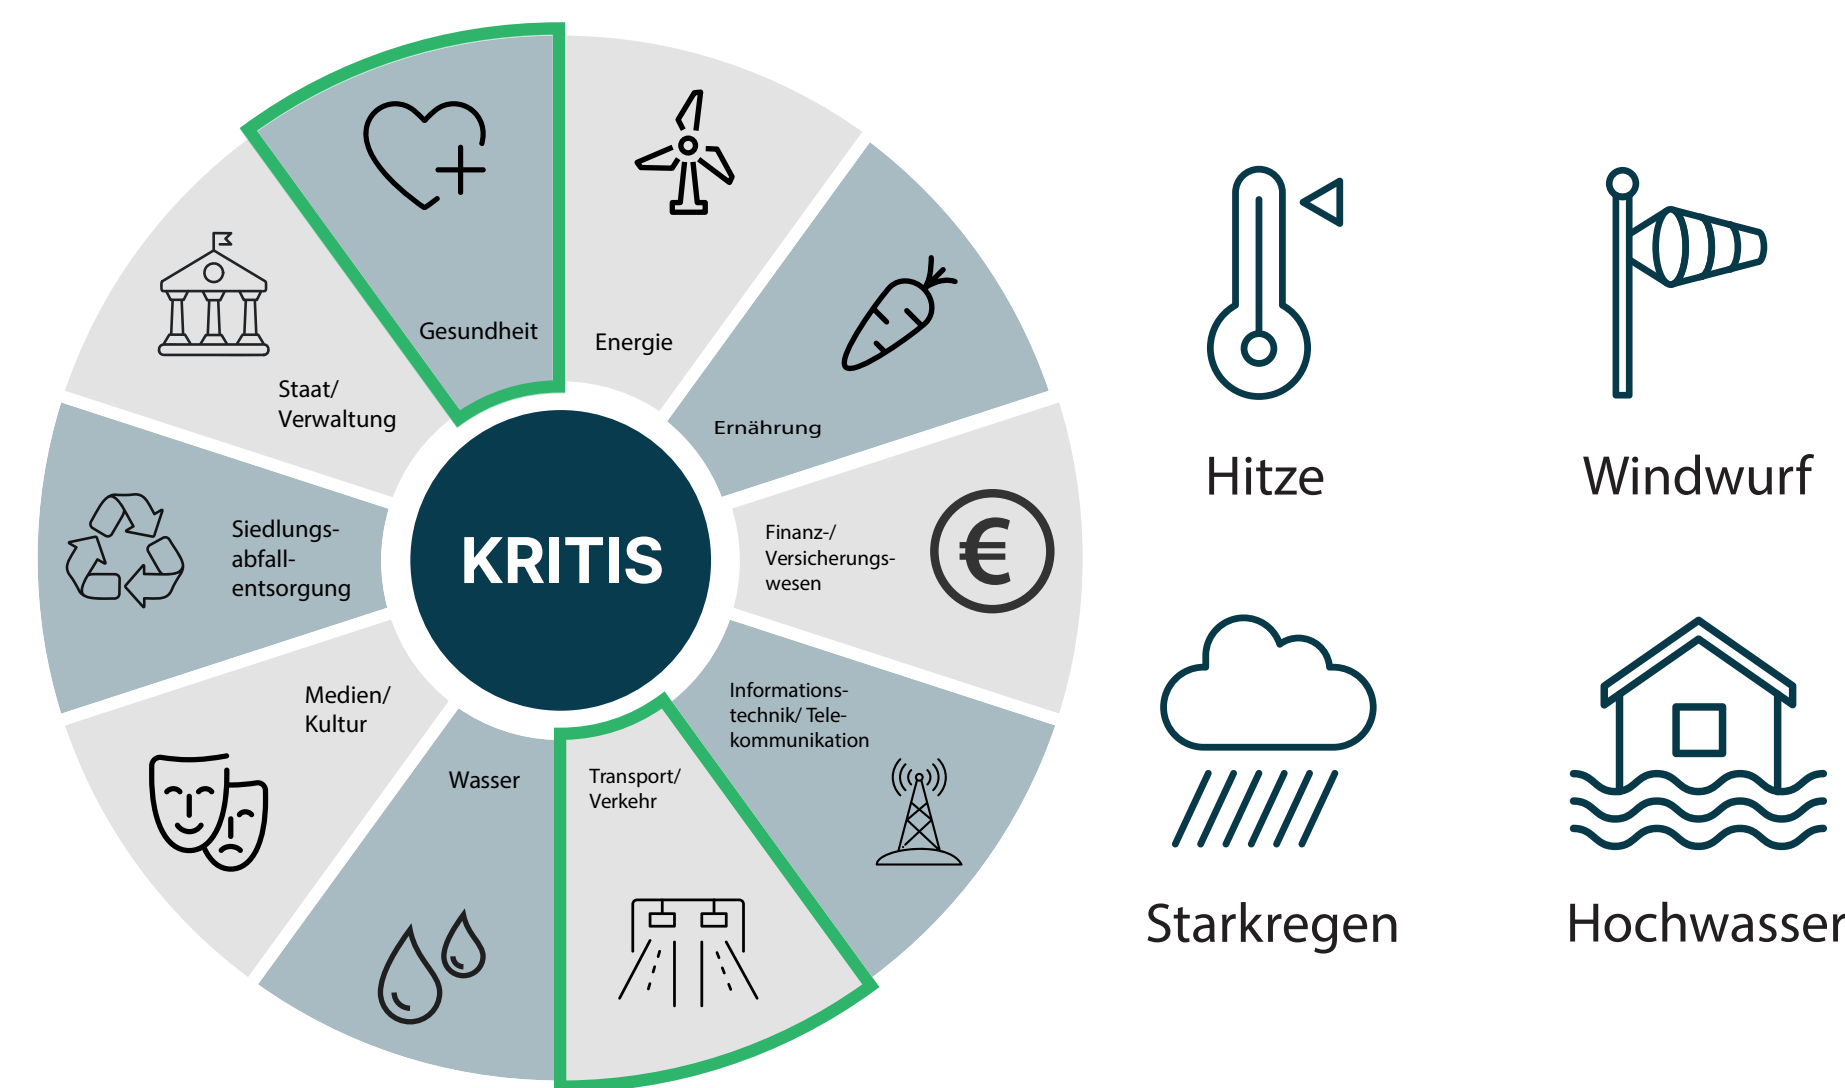 KRITIS
Gesundheit
Energie
Ernährung
Finanz-/
Versicherungs-
wesen
Informations-
technik/ Tele-
kommunikation
Transport/
Verkehr
Wasser
Medien/
Kultur
Siedlungs-
abfall-
entsorgung
Staat/
Verwaltung
€
Hitze
Windwurf
Starkregen
Hochwasser